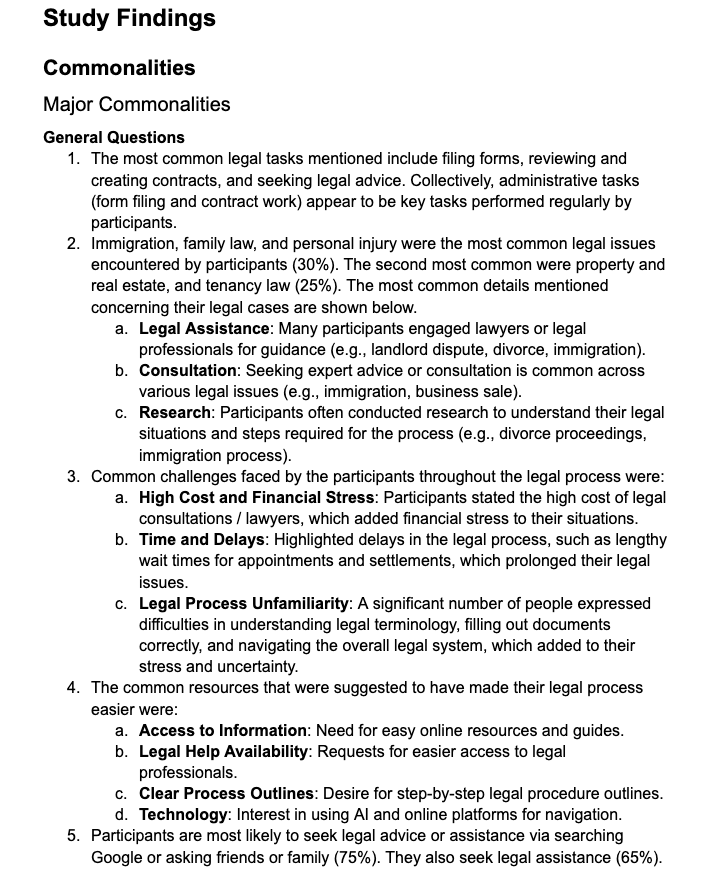 Study Findings
Commonalities
Major Commonalities
General Questions
1. The most common legal tasks mentioned include filing forms, reviewing and
creating contracts, and seeking legal advice. Collectively, administrative tasks
(form filing and contract work) appear to be key tasks performed regularly by
participants.
2. Immigration, family law, and personal injury were the most common legal issues
encountered by participants (30%). The second most common were property and
real estate, and tenancy law (25%). The most common details mentioned
concerning their legal cases are shown below.
a. Legal Assistance: Many participants engaged lawyers or legal
professionals for guidance (e.g., landlord dispute, divorce, immigration).
b. Consultation: Seeking expert advice or consultation is common across
various legal issues (e.g., immigration, business sale).
c. Research: Participants often conducted research to understand their legal
situations and steps required for the process (e.g., divorce proceedings,
immigration process).
3. Common challenges faced by the participants throughout the legal process were:
a. High Cost and Financial Stress: Participants stated the high cost of legal
consultations / lawyers, which added financial stress to their situations.
b. Time and Delays: Highlighted delays in the legal process, such as lengthy
wait times for appointments and settlements, which prolonged their legal
issues.
c. Legal Process Unfamiliarity: A significant number of people expressed
difficulties in understanding legal terminology, filling out documents
correctly, and navigating the overall legal system, which added to their
stress and uncertainty.
4. The common resources that were suggested to have made their legal process
easier were:
a. Access to Information: Need for easy online resources and guides.
b. Legal Help Availability: Requests for easier access to legal
professionals.
c. Clear Process Outlines: Desire for step-by-step legal procedure outlines.
d. Technology: Interest in using AI and online platforms for navigation.
5. Participants are most likely to seek legal advice or assistance via searching
Google or asking friends or family (75%). They also seek legal assistance (65%).